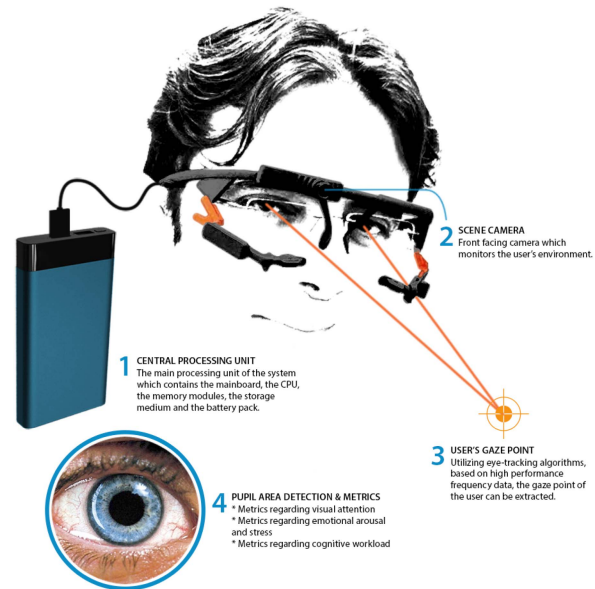 1
CENTRAL PROCESSING UNIT
The main processing unit of the system
which contains the mainboard, the CPU,
the memory modules, the storage
medium and the battery pack.
2
SCENE CAMERA
Front facing camera which
monitors the user's environment.
3
USER'S GAZE POINT
Utilizing eye-tracking algorithms,
based on high performance
frequency data, the gaze point of
the user can be extracted.
4
PUPIL AREA DETECTION & METRICS
* Metrics regarding visual attention
* Metrics regarding emotional arousal
and stress
* Metrics regarding cognitive workload